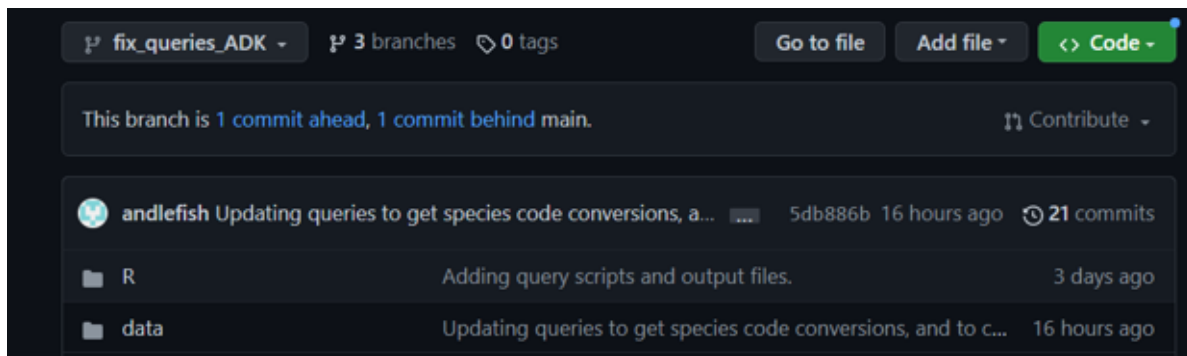 fix_queries_ADK 3 branches 0 tags Go to file Add file <> Code
This branch is 1 commit ahead, 1 commit behind main. Contribute
andlefish Updating queries to get species code conversions, a... ... 5db886b 16 hours ago 21 commits
R Adding query scripts and output files. 3 days ago
data Updating queries to get species code conversions, and to c... 16 hours ago